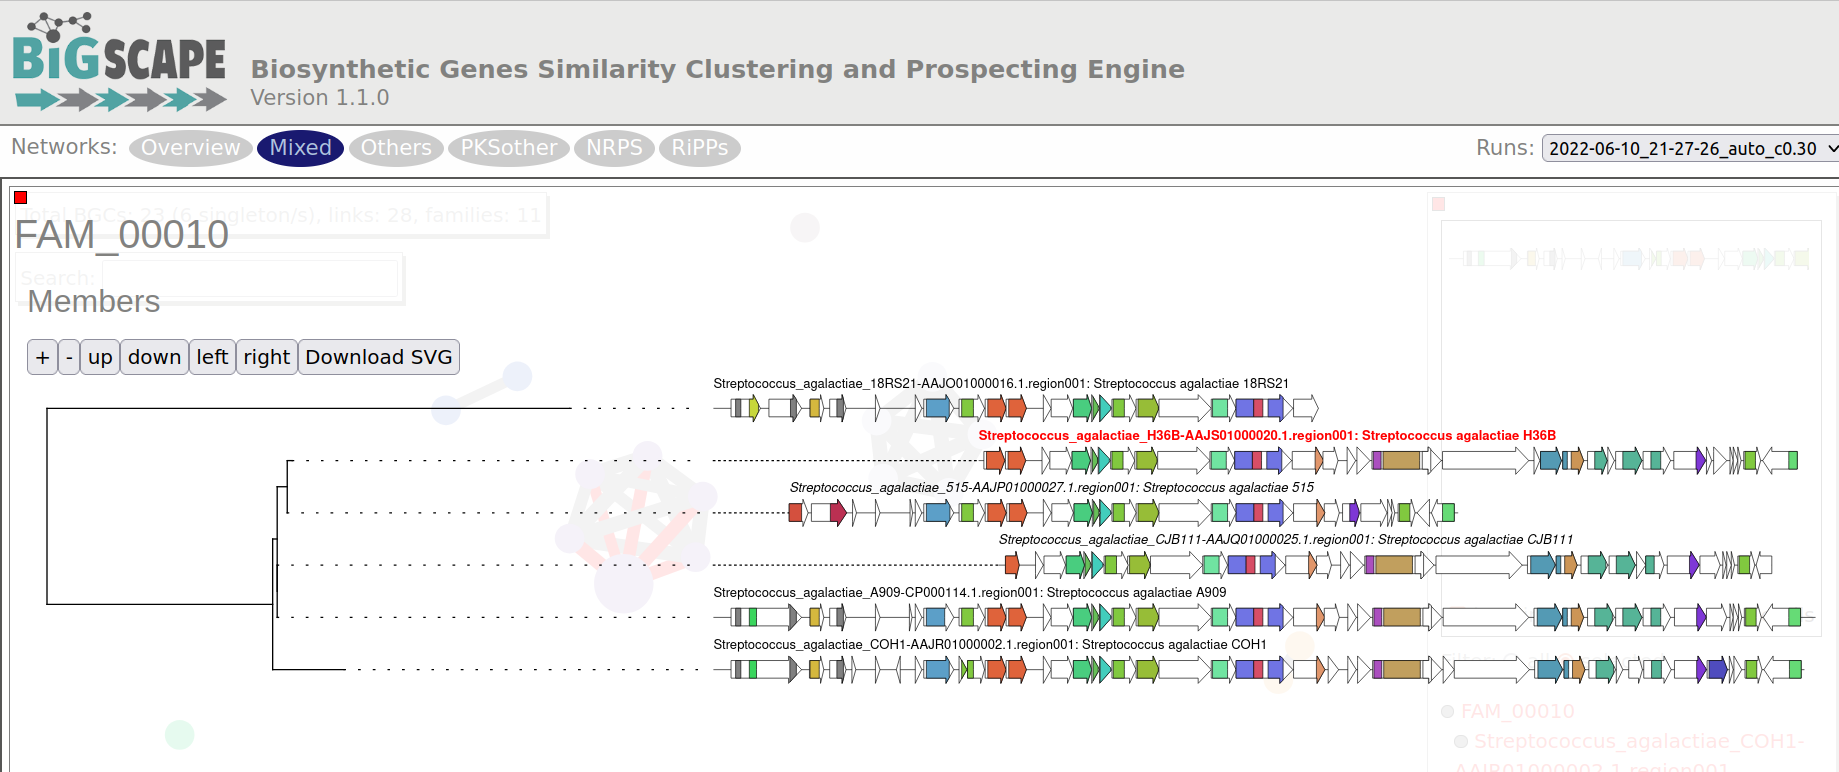 BiGSCAPE
Biosynthetic Genes Similarity Clustering and Prospecting Engine
Version 1.1.0
Networks: Overview Mixed Others PKSother NRPS RiPPs Runs: 2022-06-10_21-27-26_auto_c0.30
Total BGCs: 23 (6 singleton/s), links: 28, families: 11
FAM_00010
Search:
Members
+ - up down left right Download SVG
Streptococcus_agalactiae_18RS21-AAJO01000016.1.region001: Streptococcus agalactiae 18RS21
Streptococcus_agalactiae_H36B-AAJS01000020.1.region001: Streptococcus agalactiae H36B
Streptococcus_agalactiae_515-AAJP01000027.1.region001: Streptococcus agalactiae 515
Streptococcus_agalactiae_CJB111-AAJQ01000025.1.region001: Streptococcus agalactiae CJB111
Streptococcus_agalactiae_A909-CP000114.1.region001: Streptococcus agalactiae A909
Streptococcus_agalactiae_COH1-AAJR01000002.1.region001: Streptococcus agalactiae COH1
FAM_00010
Streptococcus_agalactiae_COH1-
AAJR01000002.1.region001